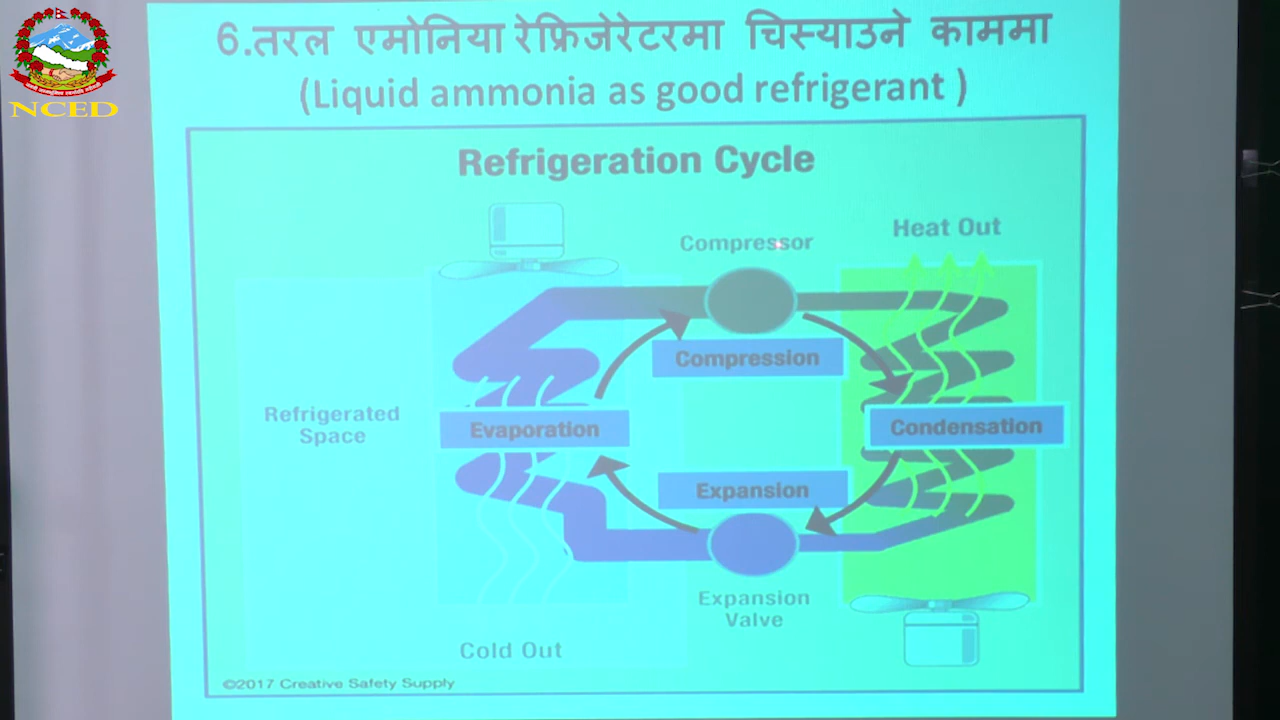 NCED
6.तरल एमोनिया रेफ्रिजेरेटरमा चिस्याउने काममा
(Liquid ammonia as good refrigerant )
Refrigeration Cycle
Heat Out
Compressor
Compression
Refrigerated
Space
Evaporation
Condensation
Expansion
Expansion
Valve
Cold Out
©2017 Creative Safety Supply